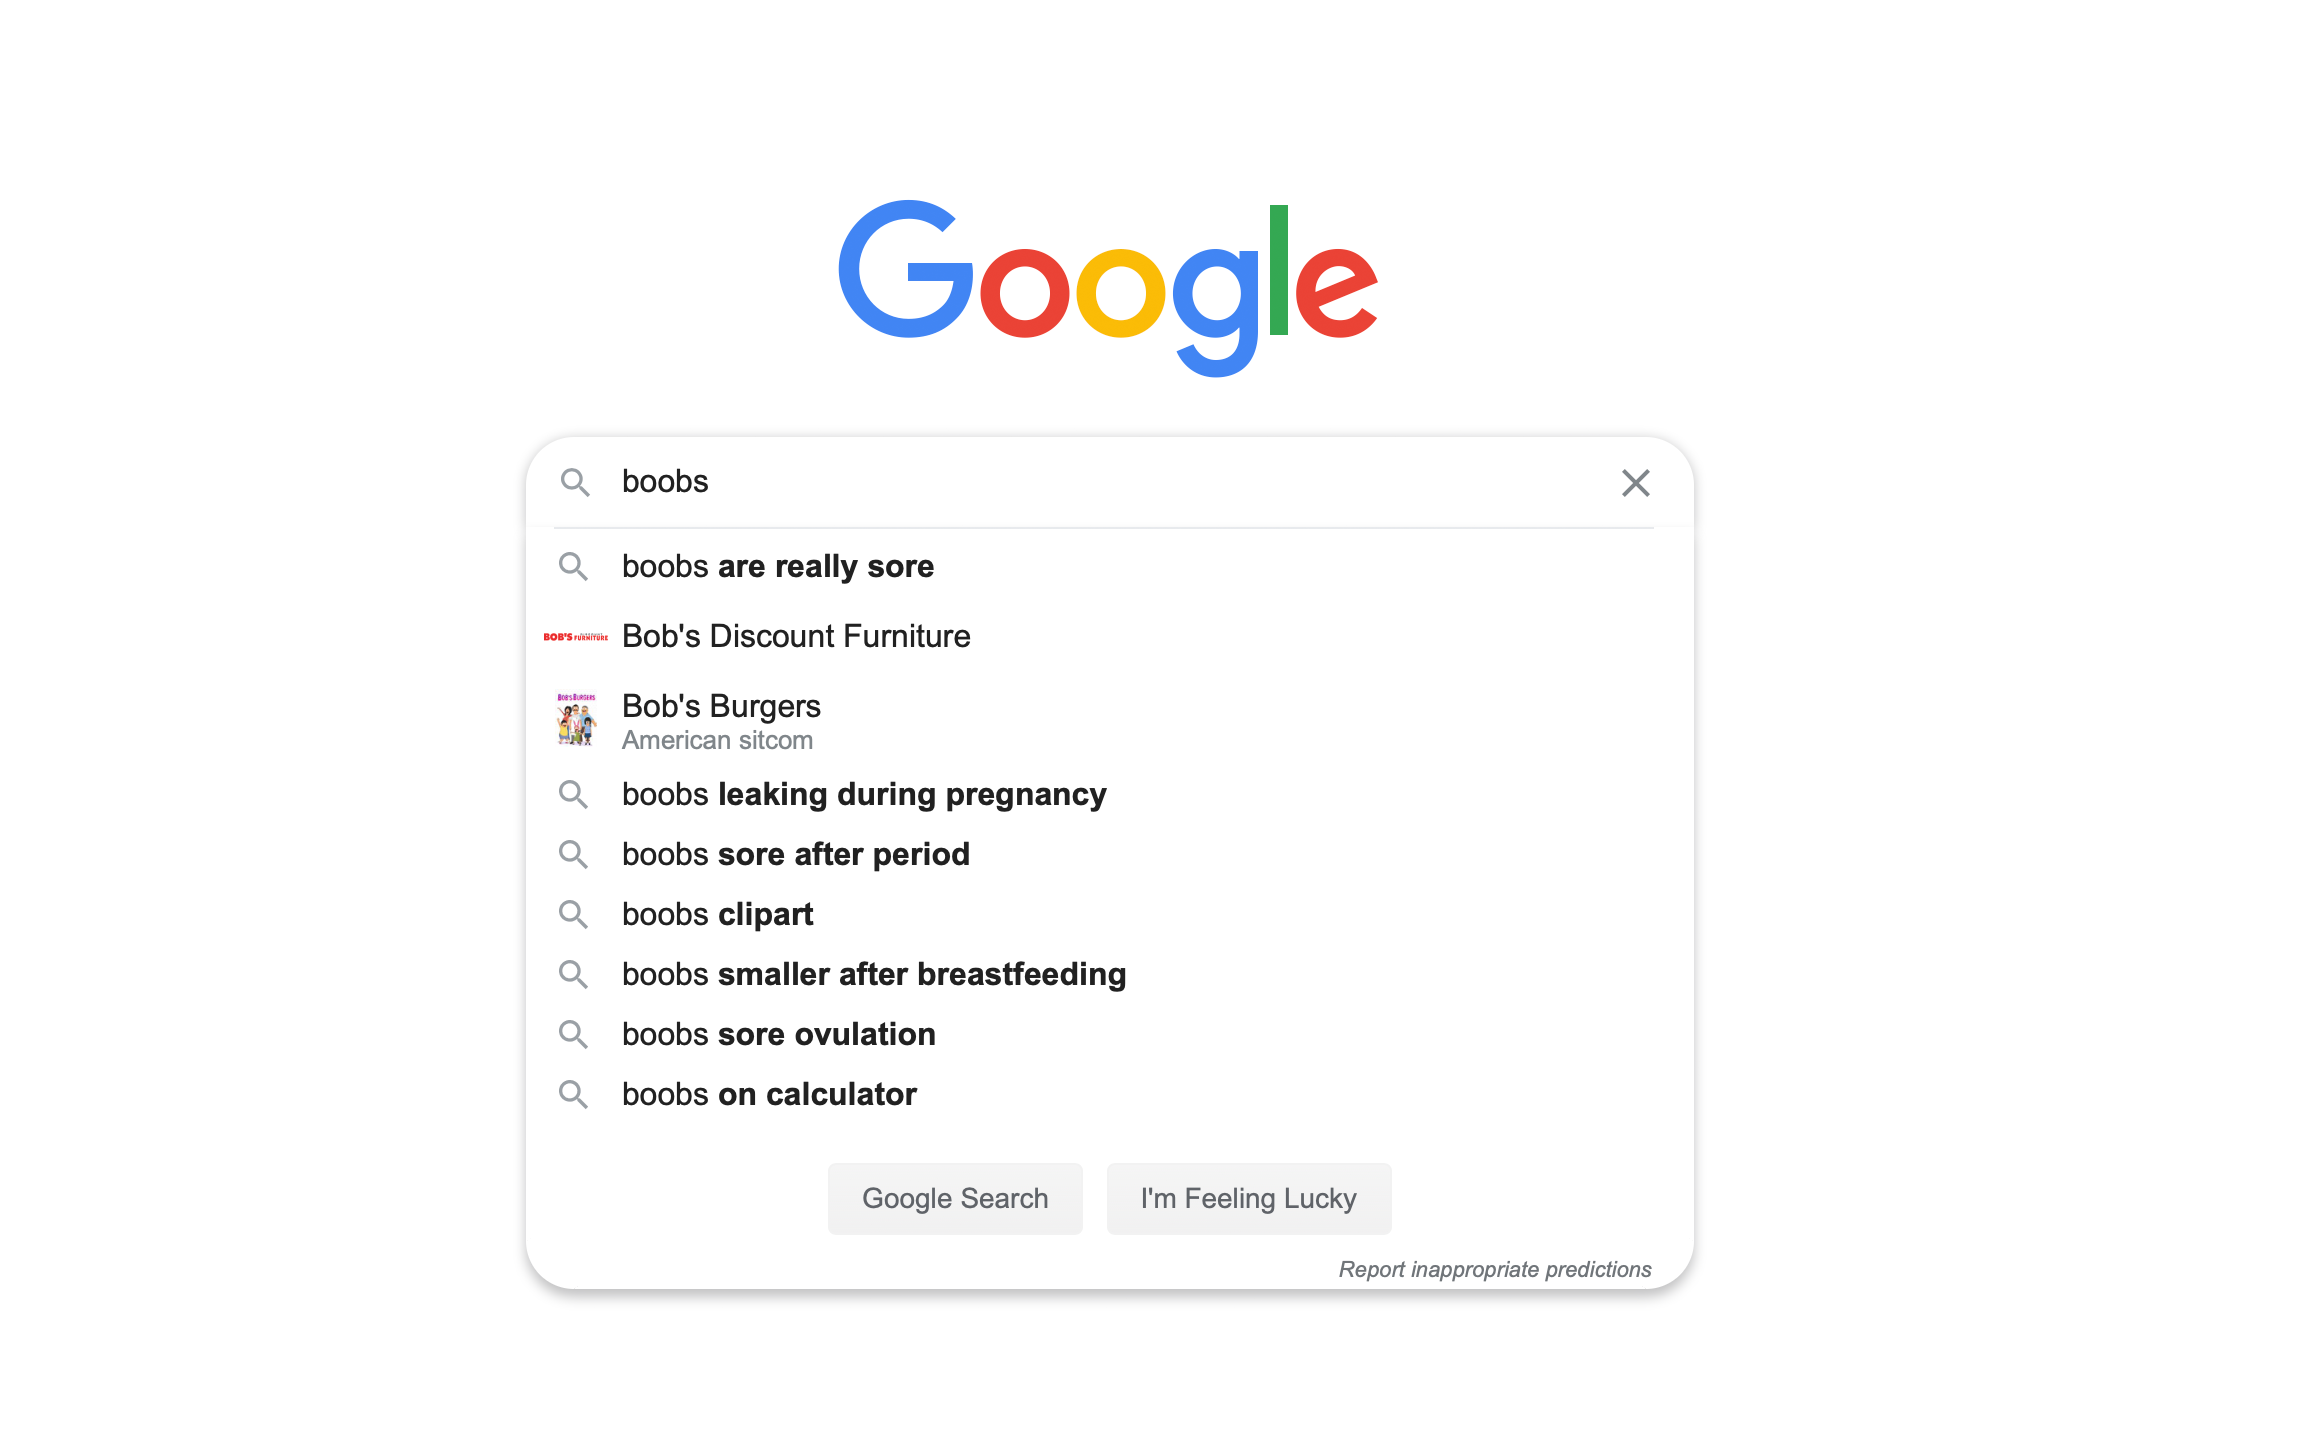 Google
boobs
boobs are really sore
BOB'S FURNITURE Bob's Discount Furniture
BOB'S BURGERS
Bob's Burgers
American sitcom
boobs leaking during pregnancy
boobs sore after period
boobs clipart
boobs smaller after breastfeeding
boobs sore ovulation
boobs on calculator
Google Search I'm Feeling Lucky
Report inappropriate predictions